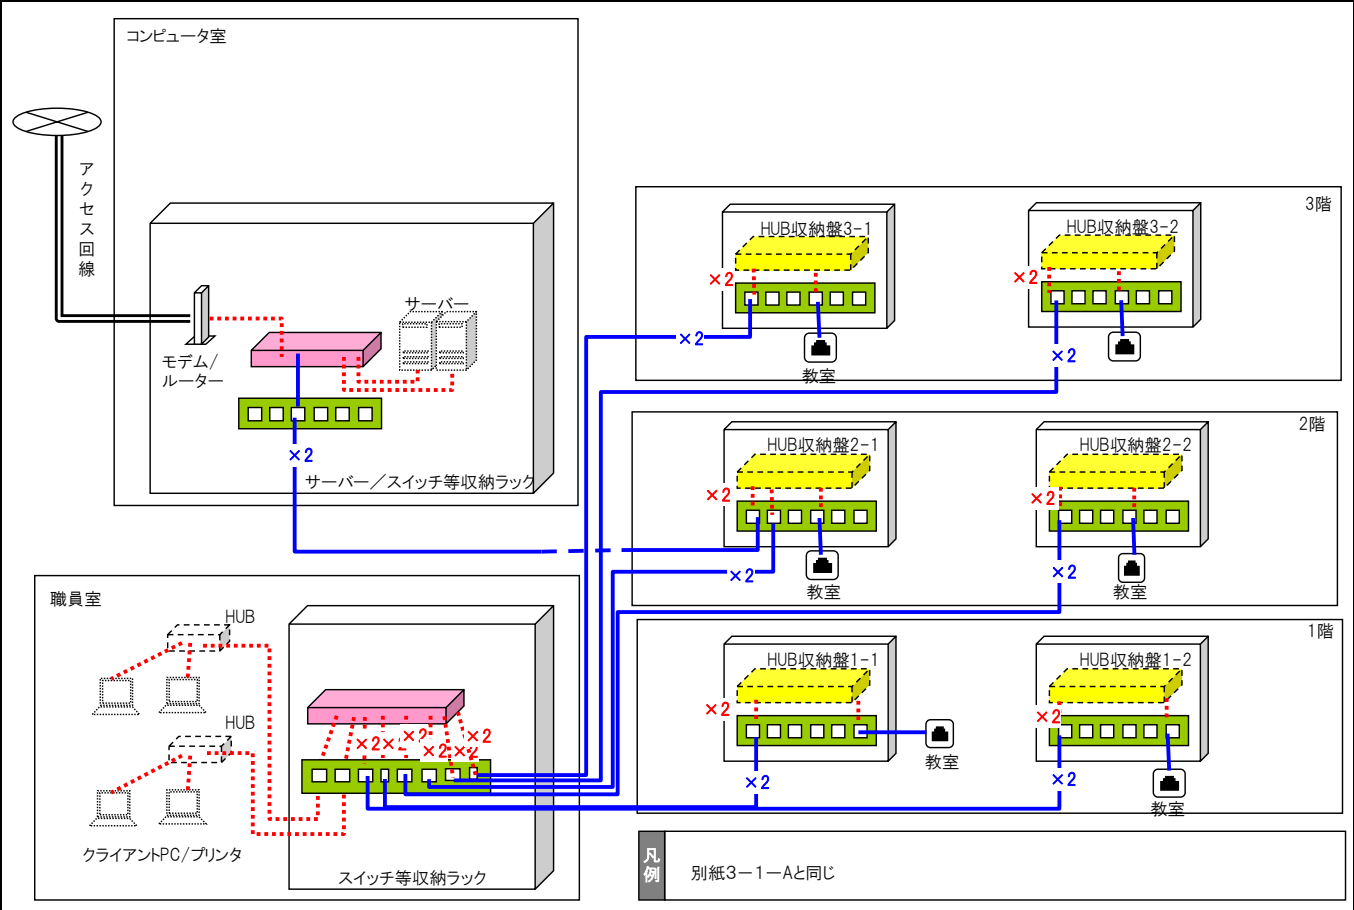 コンピュータ室
アクセス回線
モデム/
ルーター
サーバー
×2
サーバー／スイッチ等収納ラック
職員室
HUB
HUB
クライアントPC/プリンタ
×2
×2
×2
×2
×2
×2
スイッチ等収納ラック
3階
HUB収納盤3-1
×2
×2
教室
HUB収納盤3-2
×2
×2
2階
HUB収納盤2-1
×2
×2
教室
HUB収納盤2-2
×2
×2
教室
1階
HUB収納盤1-1
×2
×2
教室
HUB収納盤1-2
×2
×2
教室
凡例
別紙3－1－Aと同じ